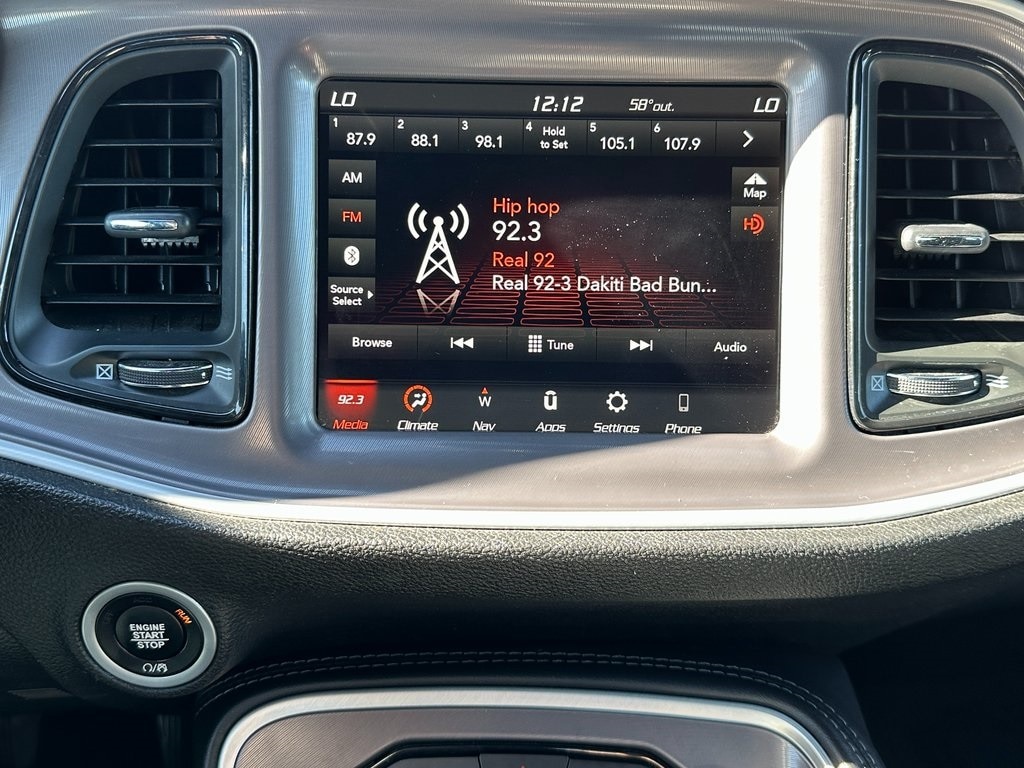 LO 12:12 58°out. LO
1 87.9 2 88.1 3 98.1 4 Hold to Set 5 105.1 6 107.9
AM
Map
FM
HD
Source
Select
Hip hop
92.3
Real 92
Real 92-3 Dakiti Bad Bun...
Browse Tune Audio
92.3 W ū
Media Climate Nav Apps Settings Phone
RUN
ENGINE
START
STOP